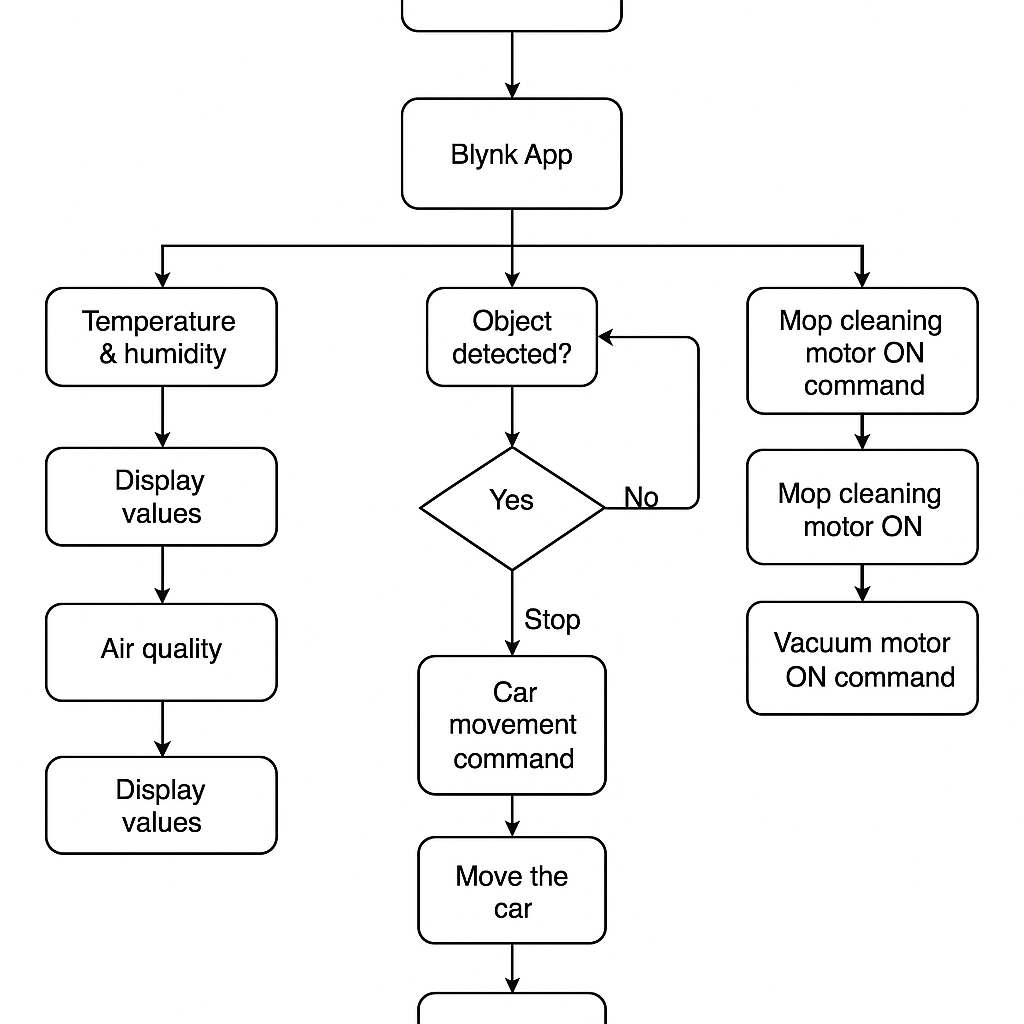 Blynk App
Temperature
& humidity
Display
values
Air quality
Display
values
Object
detected?
Yes
No
Stop
Car
movement
command
Move the
car
Mop cleaning
motor ON
command
Mop cleaning
motor ON
Vacuum motor
ON command